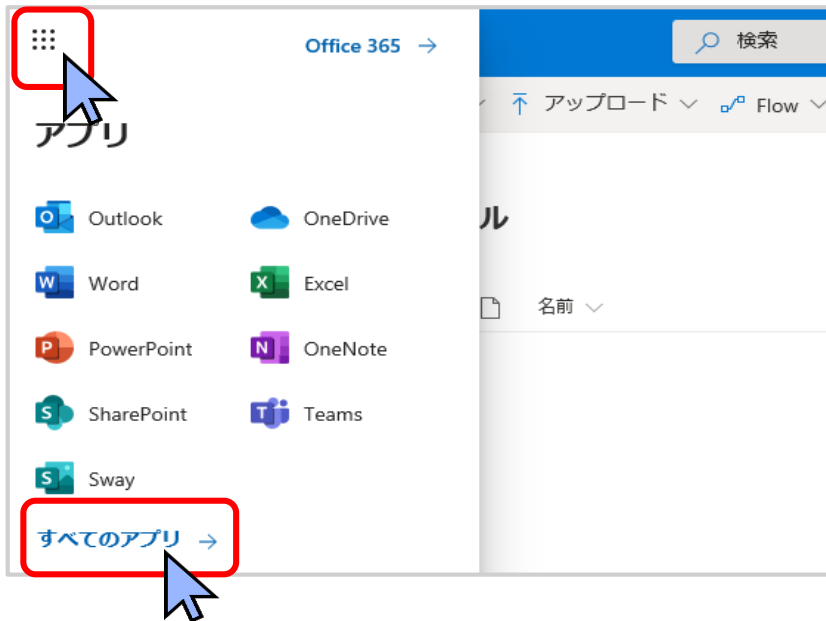 Office 365 →
検索
アップロード
Flow
アプリ
Outlook
OneDrive
ル
Word
Excel
名前
PowerPoint
OneNote
SharePoint
Teams
Sway
すべてのアプリ →